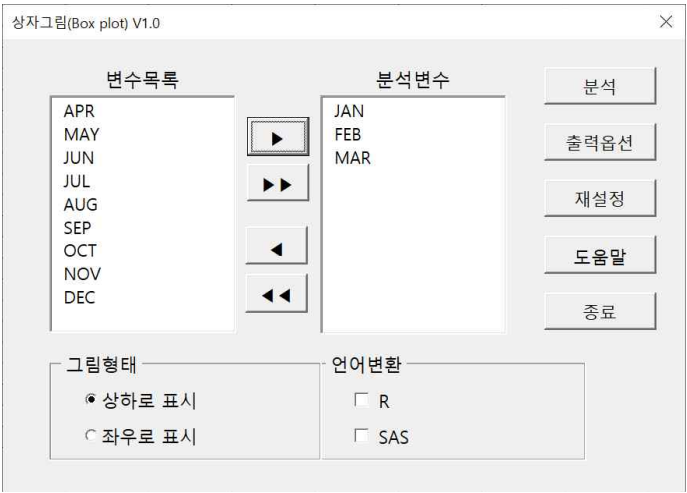 상자그림(Box plot) V1.0
변수목록
APR
MAY
JUN
JUL
AUG
SEP
OCT
NOV
DEC
분석변수
JAN
FEB
MAR
분석
출력옵션
재설정
도움말
종료
그림형태
상하로 표시
좌우로 표시
언어변환
R
SAS